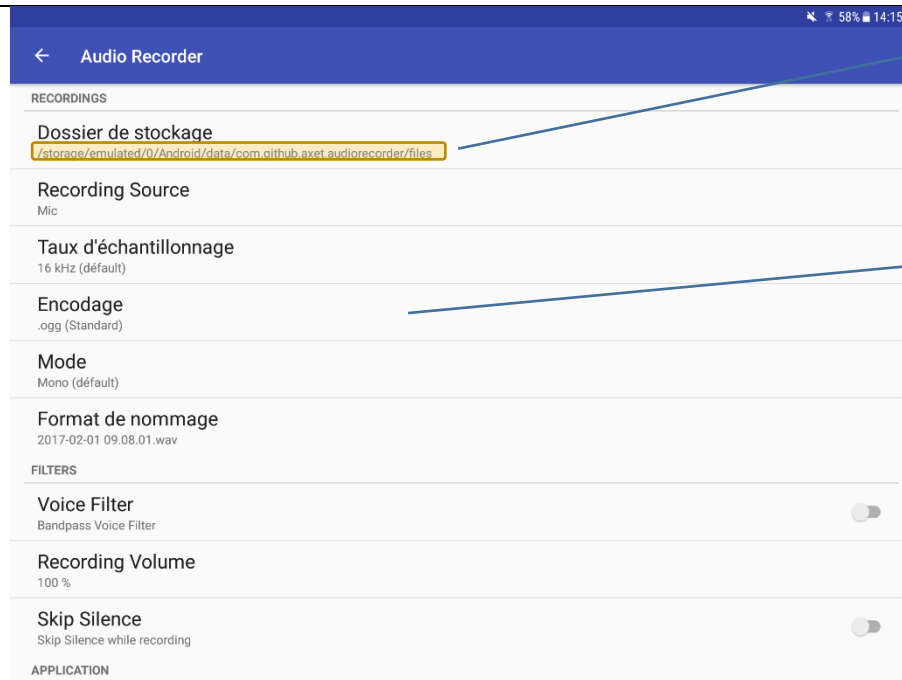 58% 14:15
Audio Recorder
RECORDINGS
Dossier de stockage
/storage/emulated/0/Android/data/com.github.axet.audiorecorder/files
Recording Source
Mic
Taux d'échantillonnage
16 kHz (défault)
Encodage
.ogg (Standard)
Mode
Mono (défault)
Format de nommage
2017-02-01 09.08.01.wav
FILTERS
Voice Filter
Bandpass Voice Filter
Recording Volume
100 %
Skip Silence
Skip Silence while recording
APPLICATION